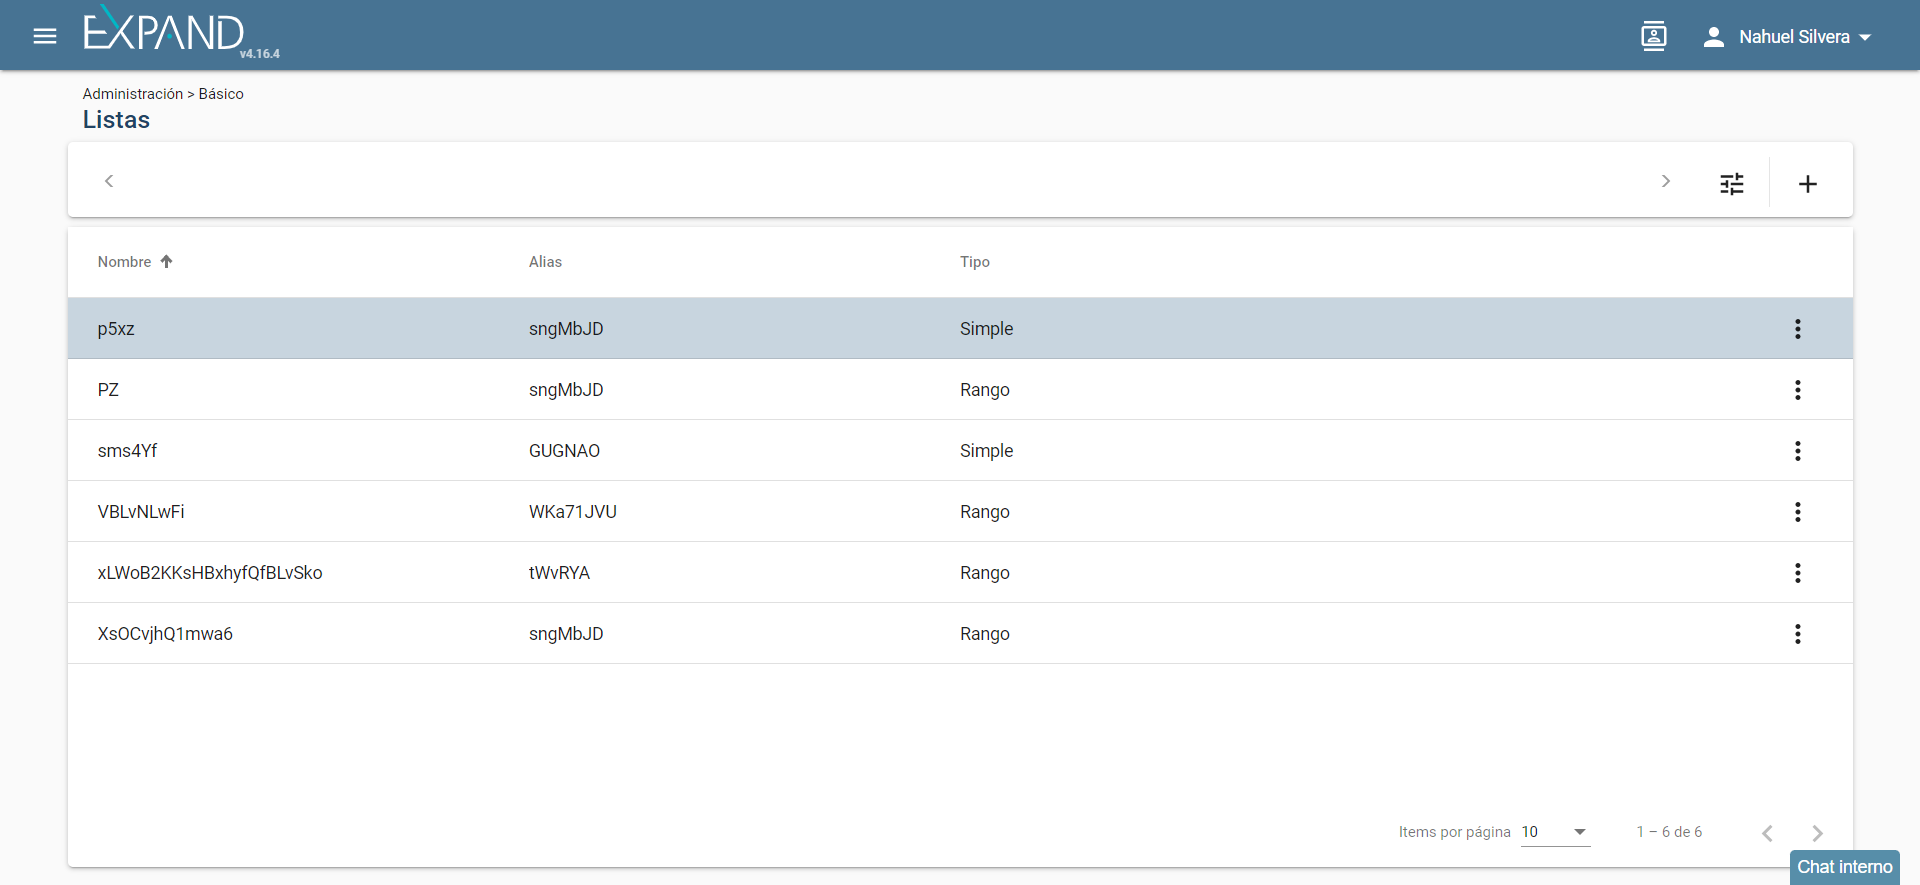 EXPAND
v4.16.4
Nahuel Silvera
Administración > Básico
Listas
Nombre Alias Tipo
p5xz sngMbJD Simple
PZ sngMbJD Rango
sms4Yf GUGNAO Simple
VBLvNLwFi WKa71JVU Rango
xLWoB2KKsHBxhyfQfBLvSko tWvRYA Rango
XsOCvjhQ1mwa6 sngMbJD Rango
Items por página 10 1 – 6 de 6
Chat interno